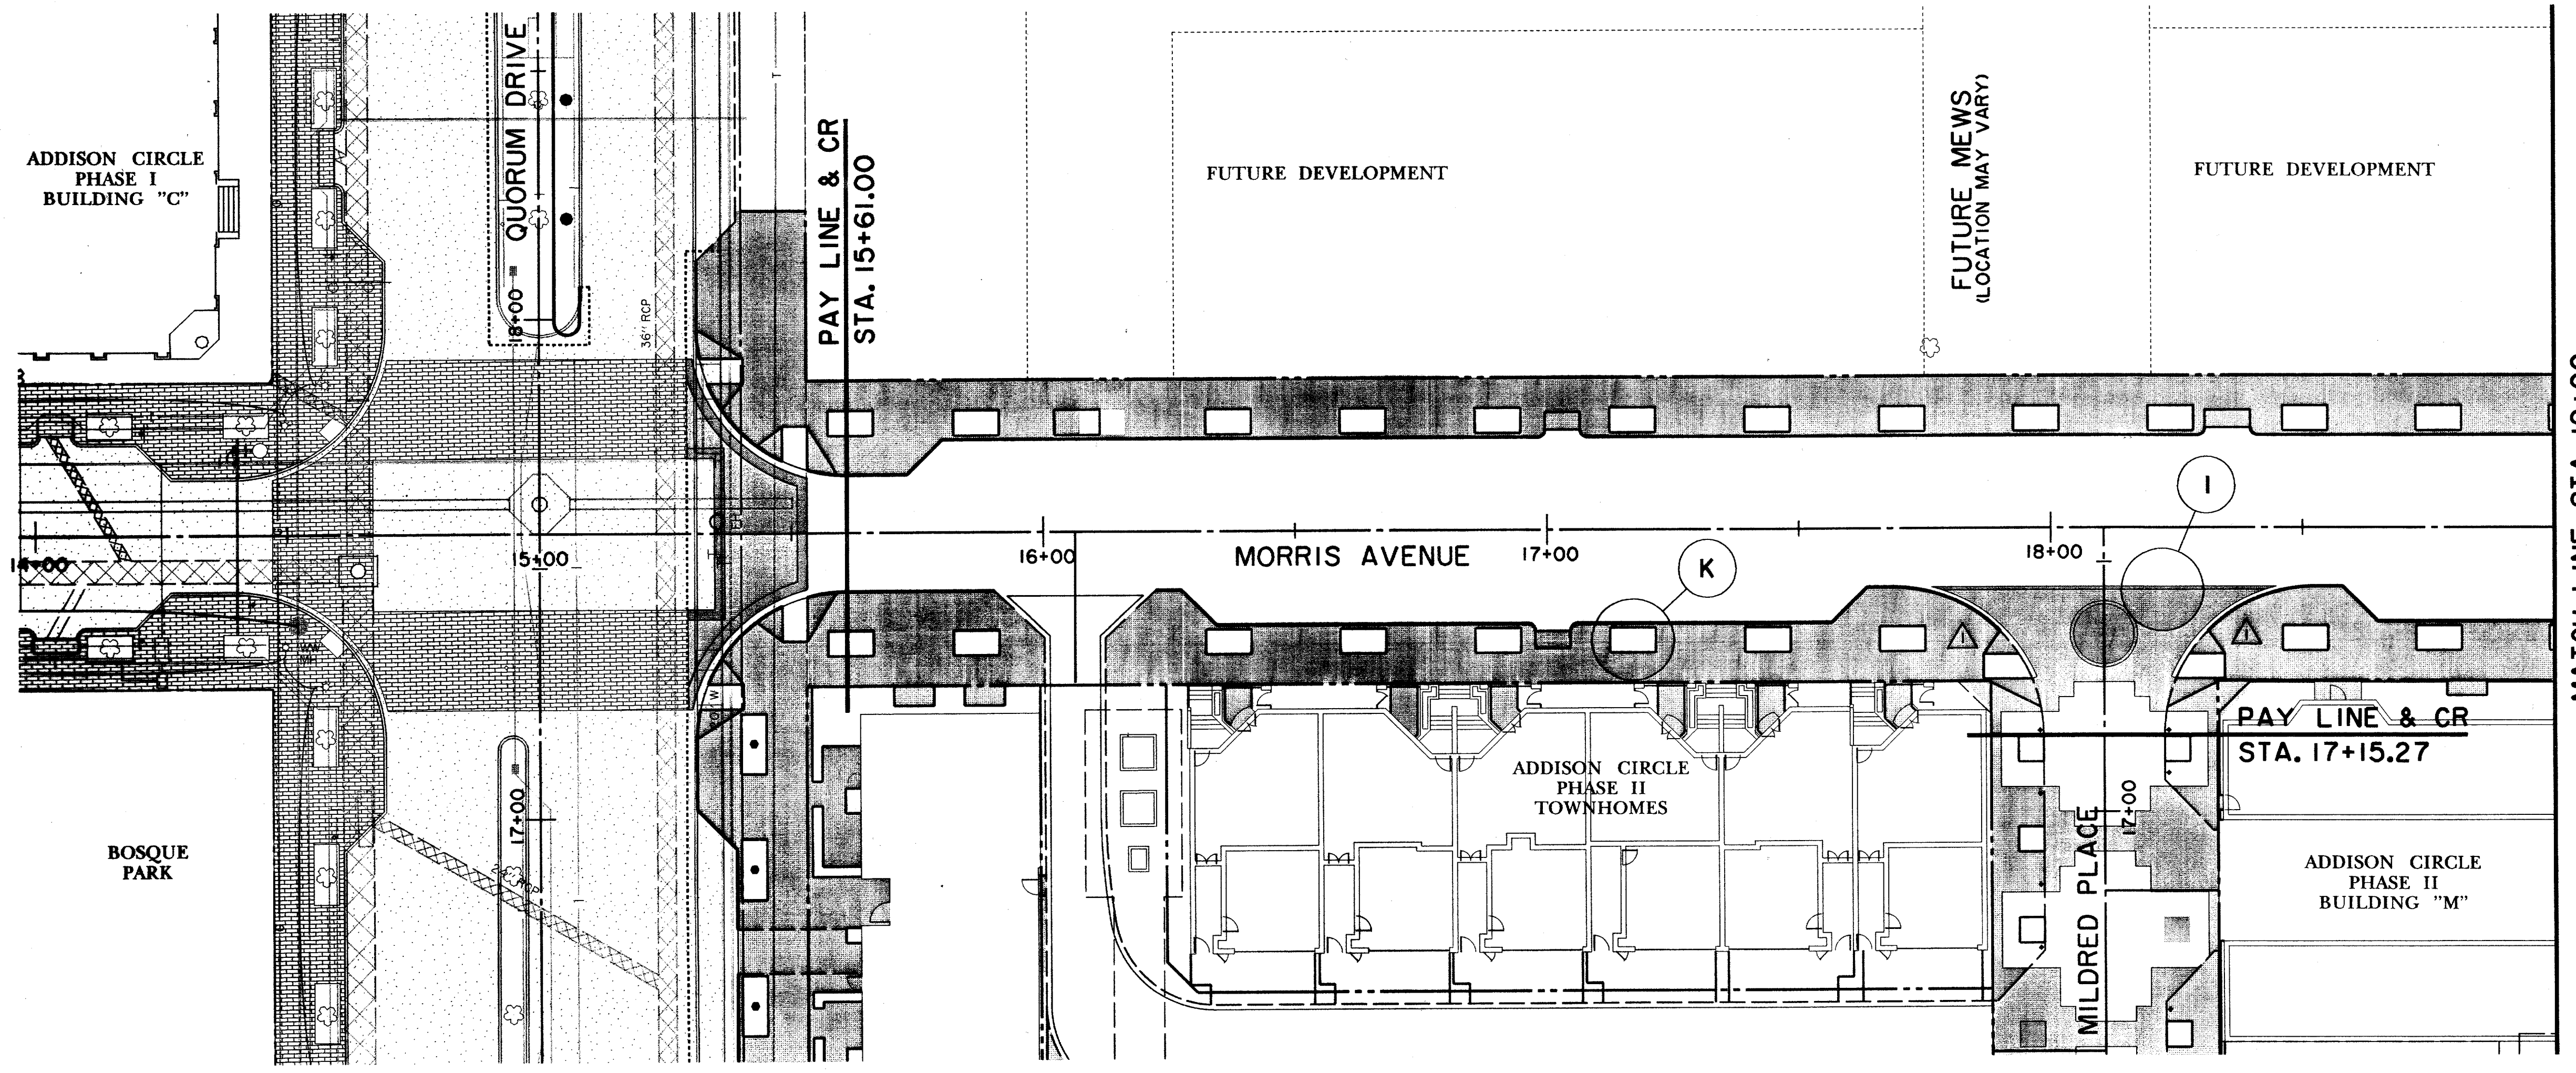 ADDISON CIRCLE
PHASE I
BUILDING "C"
QUORUM DRIVE
18+00
36" RCP
T
PAY LINE & CR
STA. 15+61.00
FUTURE DEVELOPMENT
FUTURE MEWS
(LOCATION MAY VARY)
FUTURE DEVELOPMENT
14+00
15+00
16+00
MORRIS AVENUE
17+00
18+00
K
I
WW
MH
W
17+00
BOSQUE
PARK
ADDISON CIRCLE
PHASE II
TOWNHOMES
PAY LINE & CR
STA. 17+15.27
MILDRED PLACE
17+00
ADDISON CIRCLE
PHASE II
BUILDING "M"